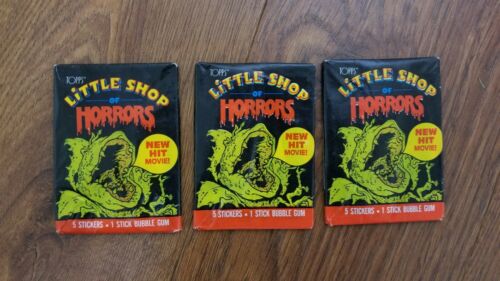 TOPPS
LiTTLE SHOP
OF
HORRORS
NEW
HIT
MOVIE!
5 STICKERS • 1 STICK BUBBLE GUM
TOPPS
LiTTLE SHOP
OF
HORRORS
NEW
HIT
MOVIE!
5 STICKERS • 1 STICK BUBBLE GUM
TOPPS
LiTTLE SHOP
OF
HORRORS
NEW
HIT
MOVIE!
5 STICKERS • 1 STICK BUBBLE GUM